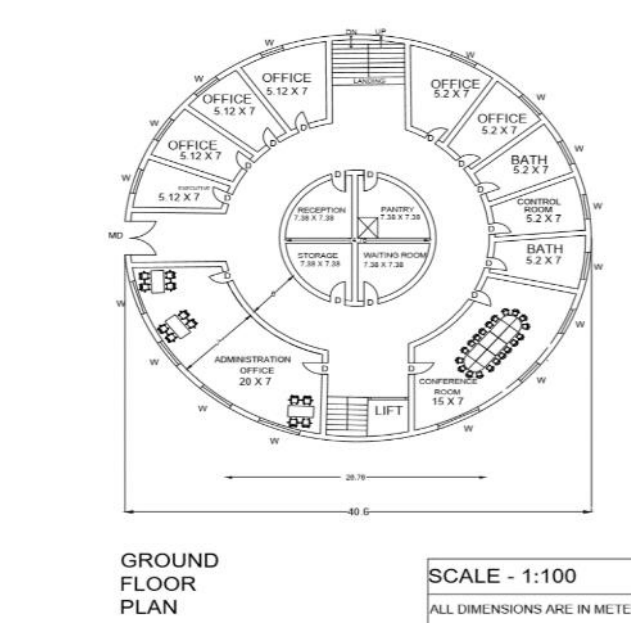 DN UP
W
W
OFFICE
5.12 X 7
LANDING
OFFICE
5.2 X 7
W
OFFICE
5.12 X 7
W
OFFICE
5.2 X 7
W
D
D
D
OFFICE
5.12 X 7
D
D
BATH
5.2 X 7
W
W
EXECUTIVE
5.12 X 7
D
D
D
D
CONTROL
ROOM
5.2 X 7
W
RECEPTION
7.38 X 7.38
PANTRY
7.38 X 7.38
MD
D
STORAGE
7.38 X 7.38
WAITING ROOM
7.38 X 7.38
BATH
5.2 X 7
D
W
D
D
D
D
W
W
ADMINISTRATION
OFFICE
20 X 7
D
D
W
W
CONFERENCE
ROOM
15 X 7
W
LIFT
W
W
W
40.6
GROUND
FLOOR
PLAN
SCALE - 1:100
ALL DIMENSIONS ARE IN METE